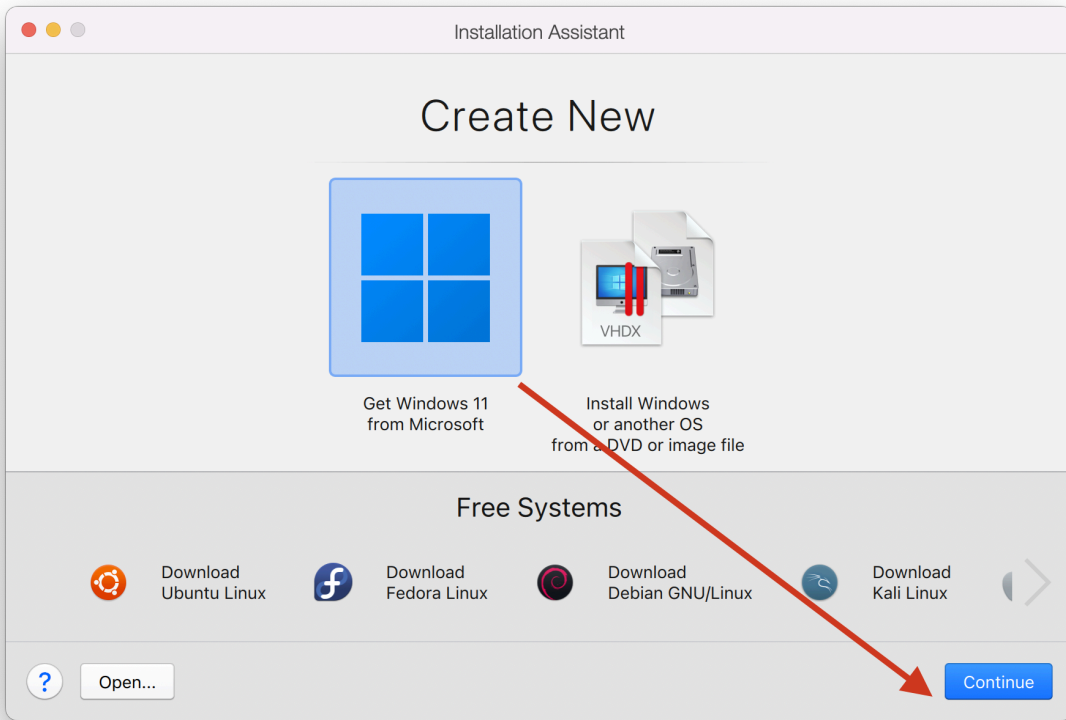 Installation Assistant
Create New
VHDX
Get Windows 11
from Microsoft
Install Windows
or another OS
from a DVD or image file
Free Systems
Download
Ubuntu Linux
Download
Fedora Linux
Download
Debian GNU/Linux
Download
Kali Linux
?
Open...
Continue